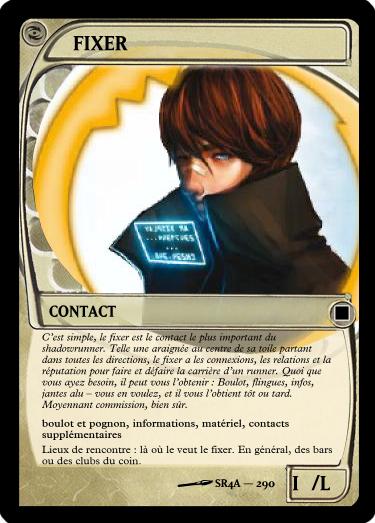 FIXER
CONTACT
C'est simple, le fixer est le contact le plus important du
shadowrunner. Telle une araignée au centre de sa toile partant
dans toutes les directions, le fixer a les connexions, les relations et la
réputation pour faire et défaire la carrière d'un runner. Quoi que
vous ayez besoin, il peut vous l'obtenir : Boulot, flingues, infos,
jantes alu – vous en voulez, et il vous l'obtient tôt ou tard.
Moyennant commission, bien sûr.
boulot et pognon, informations, matériel, contacts
supplémentaires
Lieux de rencontre : là où le veut le fixer. En général, des bars
ou des clubs du coin.
SR4A — 290
I /L